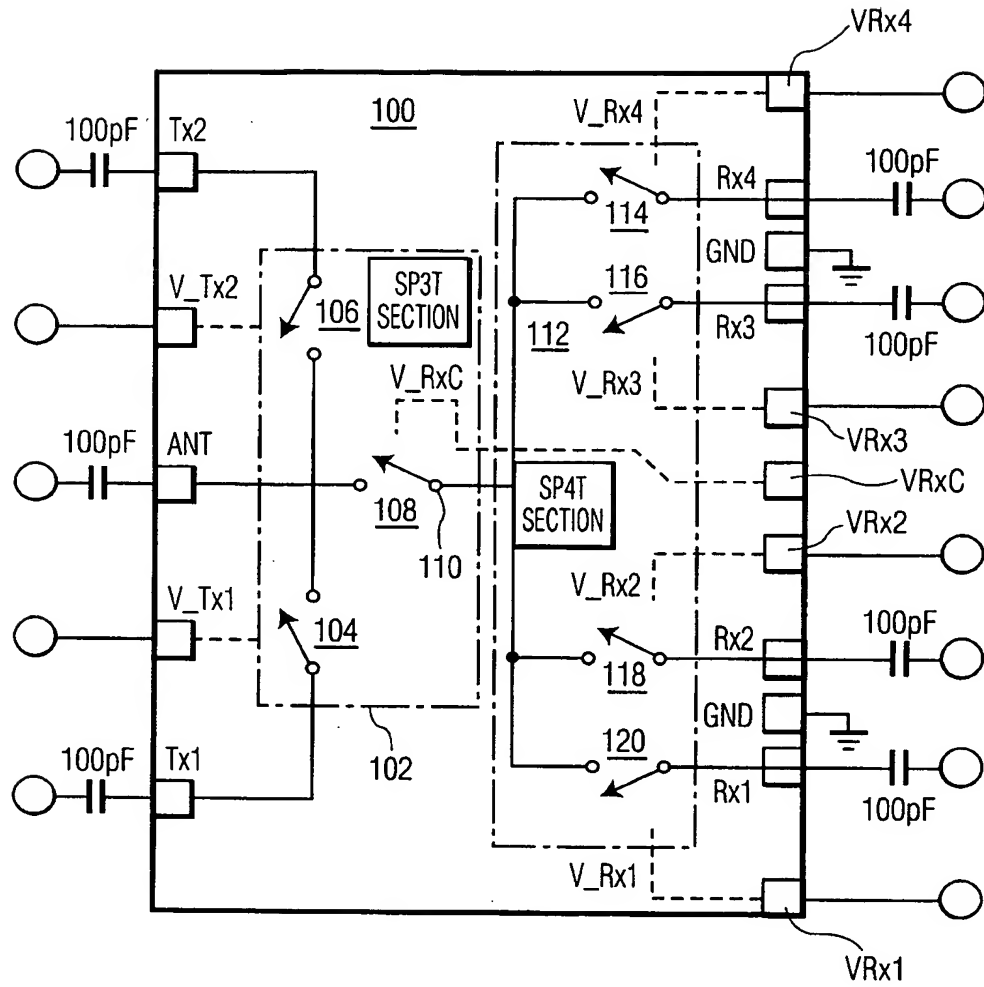 VRx4
100
V_Rx4
100pF
Tx2
100pF
Rx4
114
GND
V_Tx2
SP3T
SECTION
106
116
112
Rx3
100pF
V_RxC
V_Rx3
100pF
ANT
VRx3
SP4T
SECTION
VRxC
108
110
VRx2
V_Rx2
V_Tx1
104
100pF
Rx2
118
GND
102
120
100pF
Tx1
Rx1
100pF
V_Rx1
VRx1